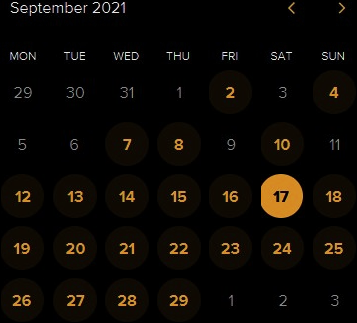 September 2021
MON TUE WED THU FRI SAT SUN
29 30 31 1 2 3 4
5 6 7 8 9 10 11
12 13 14 15 16 17 18
19 20 21 22 23 24 25
26 27 28 29 1 2 3